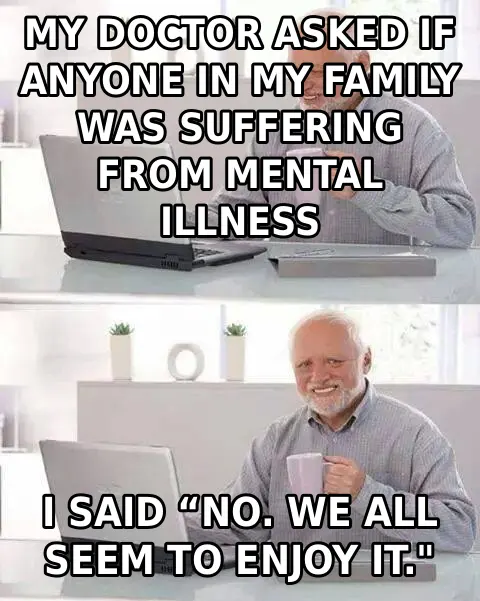 MY DOCTOR ASKED IF
ANYONE IN MY FAMILY
WAS SUFFERING
FROM MENTAL
ILLNESS
I SAID “NO. WE ALL
SEEM TO ENJOY IT."